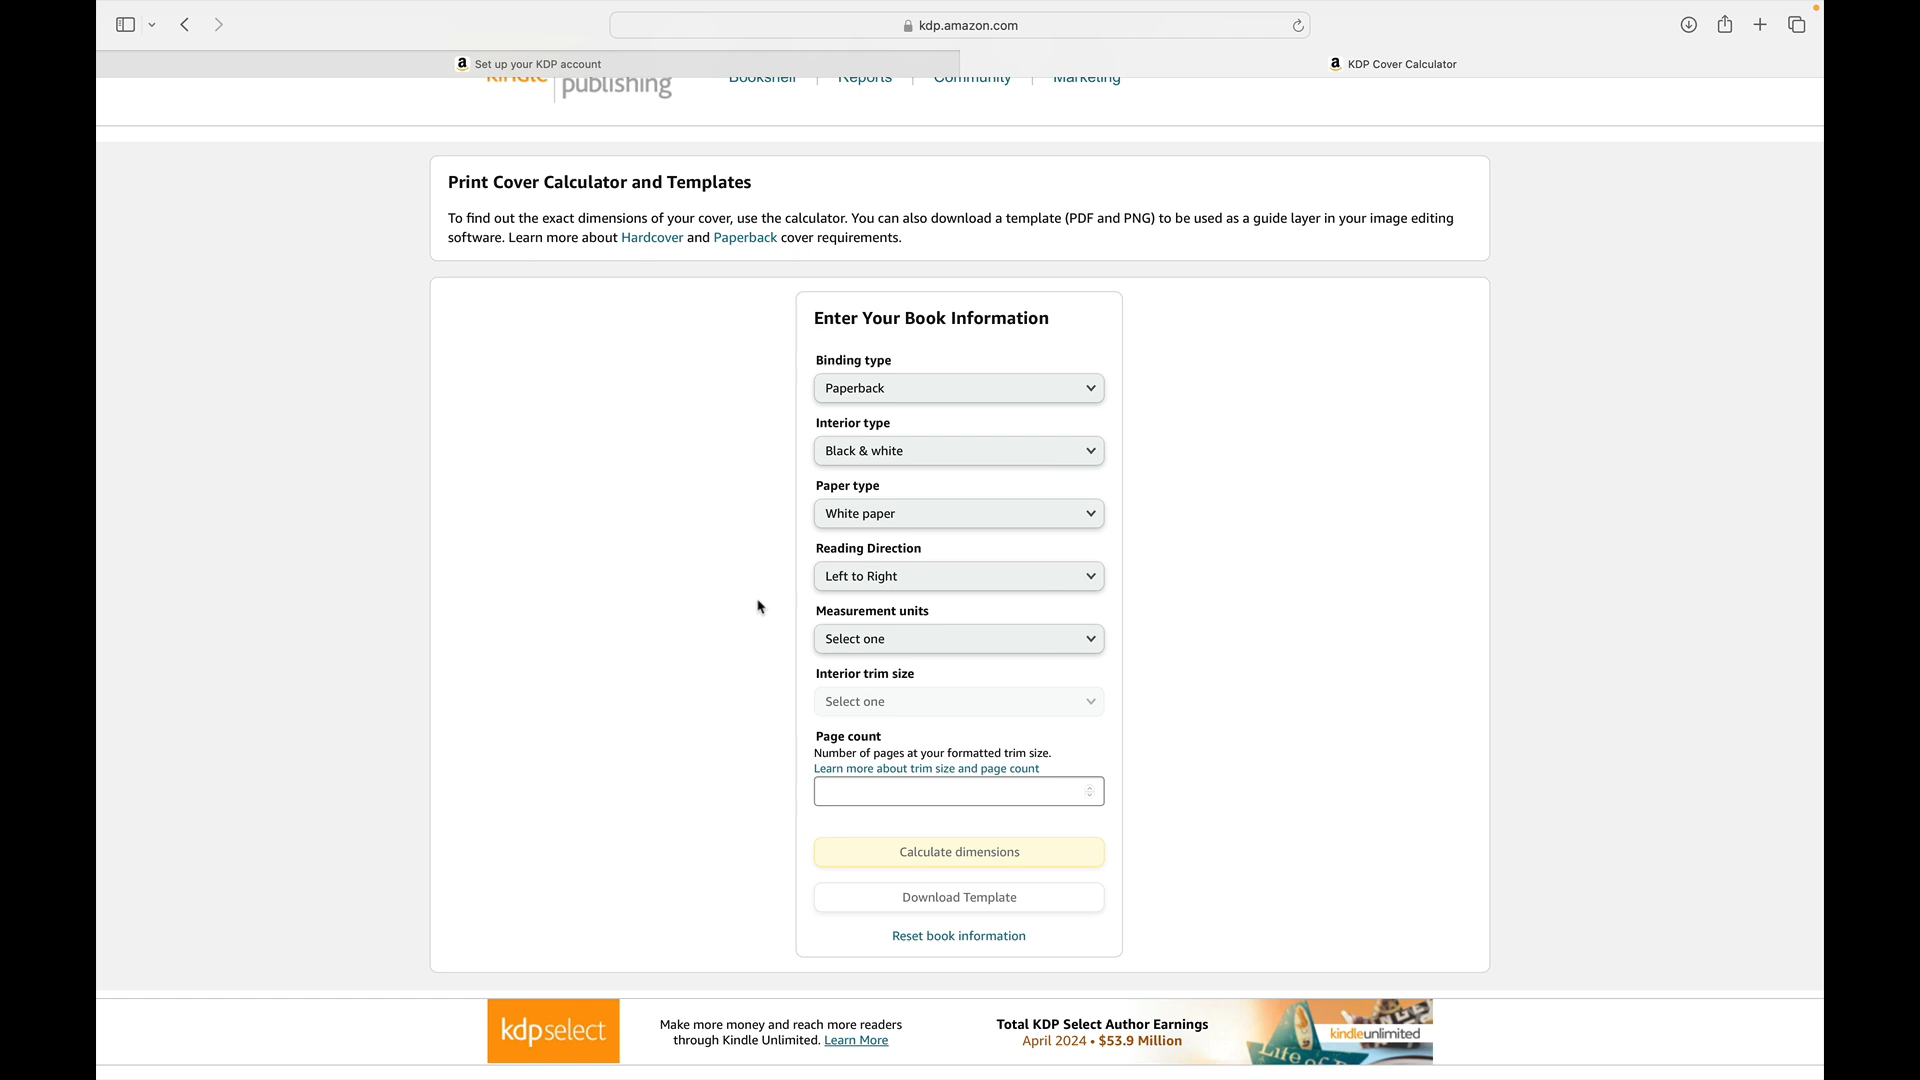 kdp.amazon.com
Set up your KDP account
KDP Cover Calculator
kindle
publishing
Bookshelf
Reports
Community
Marketing
Print Cover Calculator and Templates
To find out the exact dimensions of your cover, use the calculator. You can also download a template (PDF and PNG) to be used as a guide layer in your image editing
software. Learn more about Hardcover and Paperback cover requirements.
Enter Your Book Information
Binding type
Paperback
Interior type
Black & white
Paper type
White paper
Reading Direction
Left to Right
Measurement units
Select one
Interior trim size
Select one
Page count
Number of pages at your formatted trim size.
Learn more about trim size and page count
Calculate dimensions
Download Template
Reset book information
kdpselect
Make more money and reach more readers
through Kindle Unlimited. Learn More
Total KDP Select Author Earnings
April 2024 • $53.9 Million
kindleunlimited
Life of